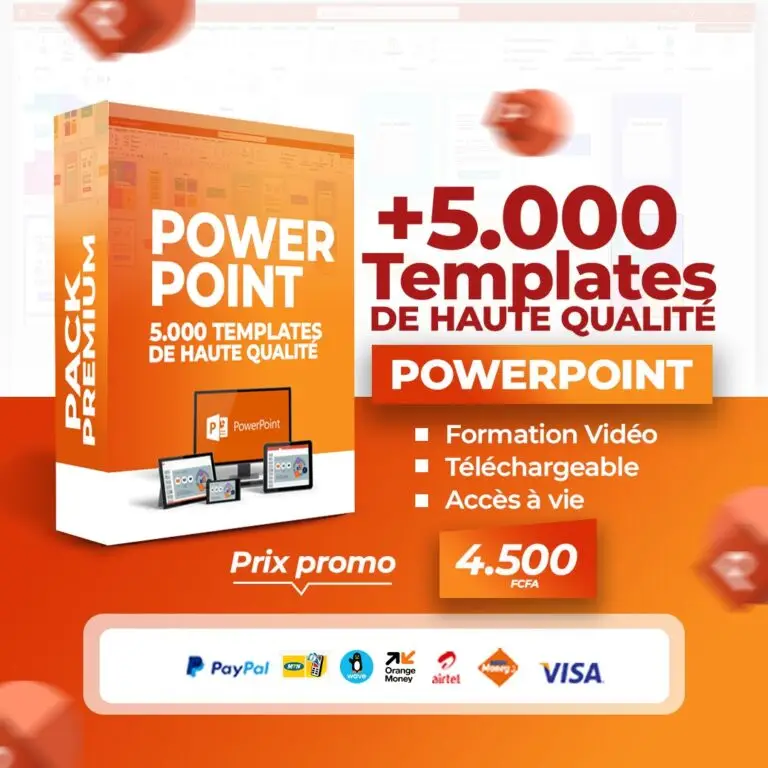 PACK
PREMIUM
POWER
POINT
5.000 TEMPLATES
DE HAUTE QUALITÉ
PowerPoint
+5.000
Templates
DE HAUTE QUALITÉ
POWERPOINT
Formation Vidéo
Téléchargeable
Accès à vie
Prix promo
4.500
FCFA
PayPal
MTN
wave
Orange
Money
airtel
Money
VISA